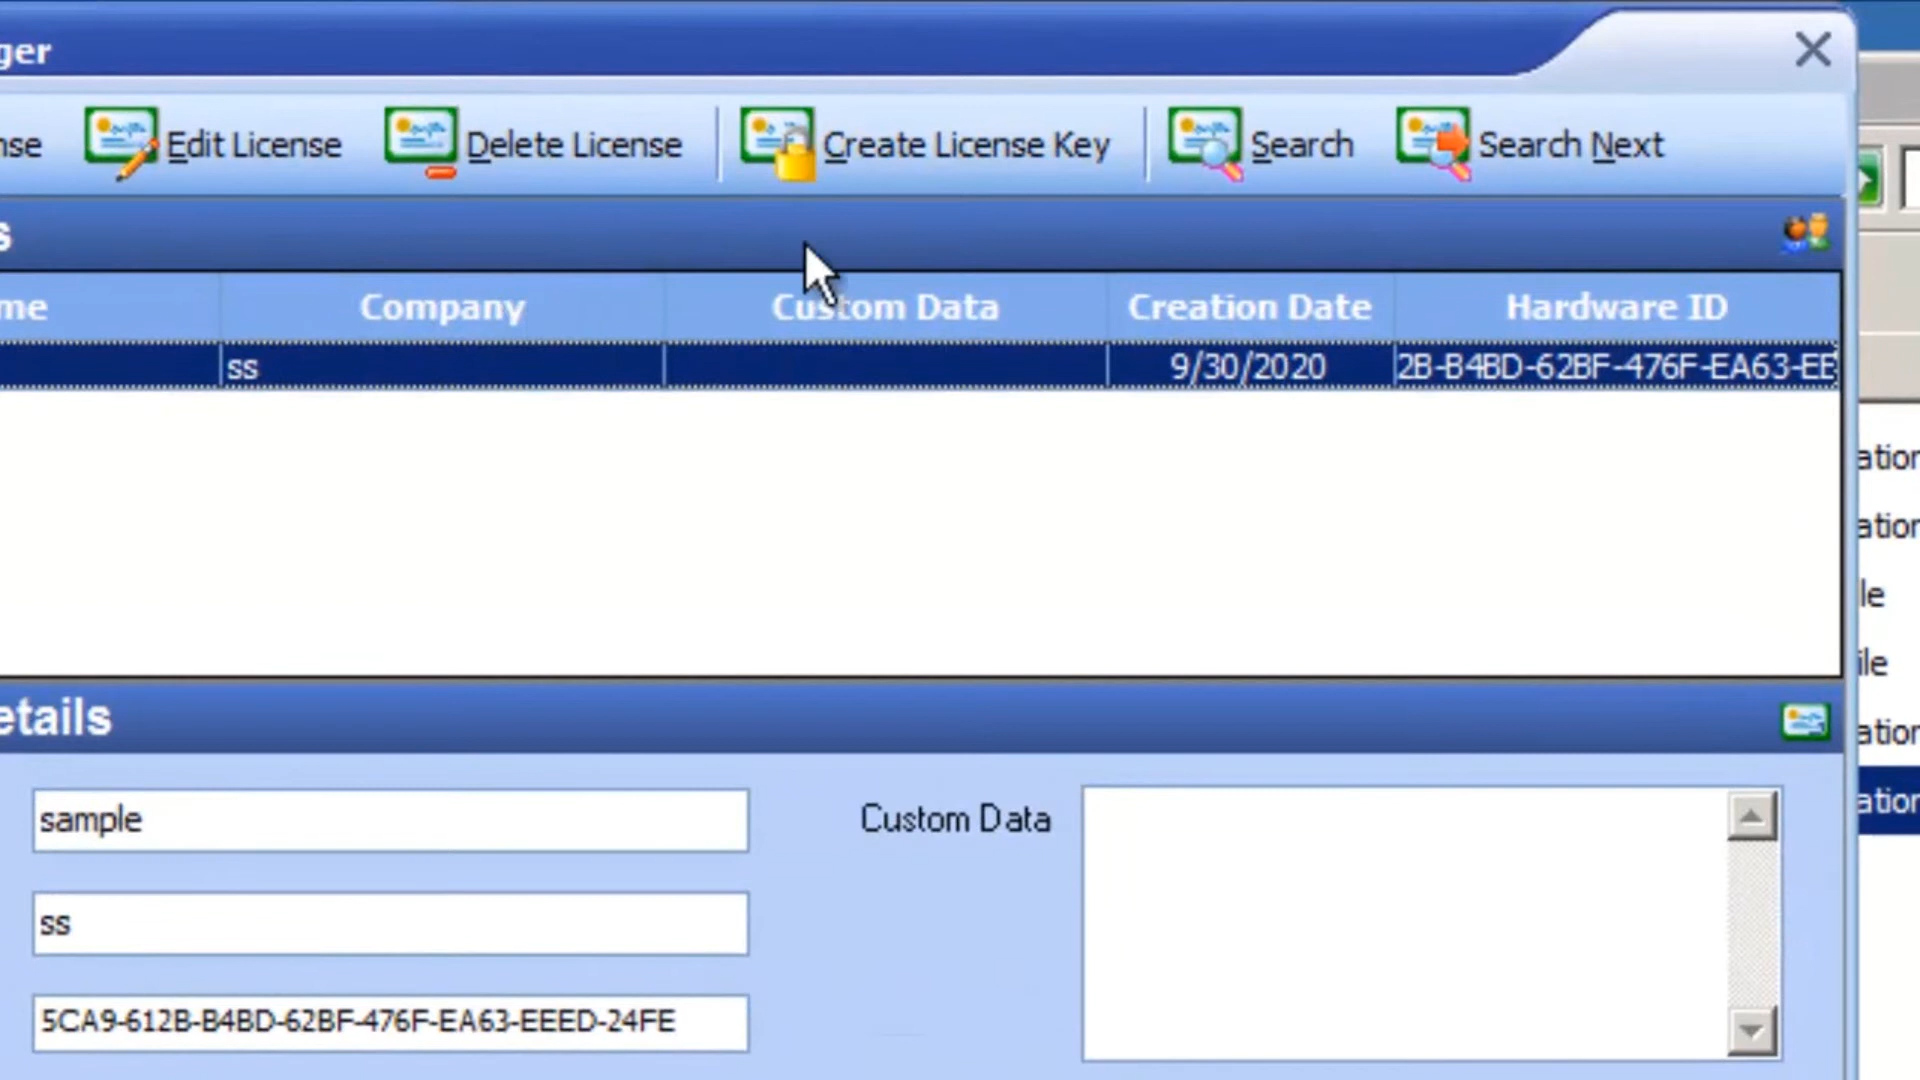 ger
nse Edit License Delete License Create License Key Search Search Next
s
me Company Custom Data Creation Date Hardware ID
ss 9/30/2020 2B-B4BD-62BF-476F-EA63-EE
ation
ation
le
ile
etails
ation
sample Custom Data
ation
ss
5CA9-612B-B4BD-62BF-476F-EA63-EEED-24FE